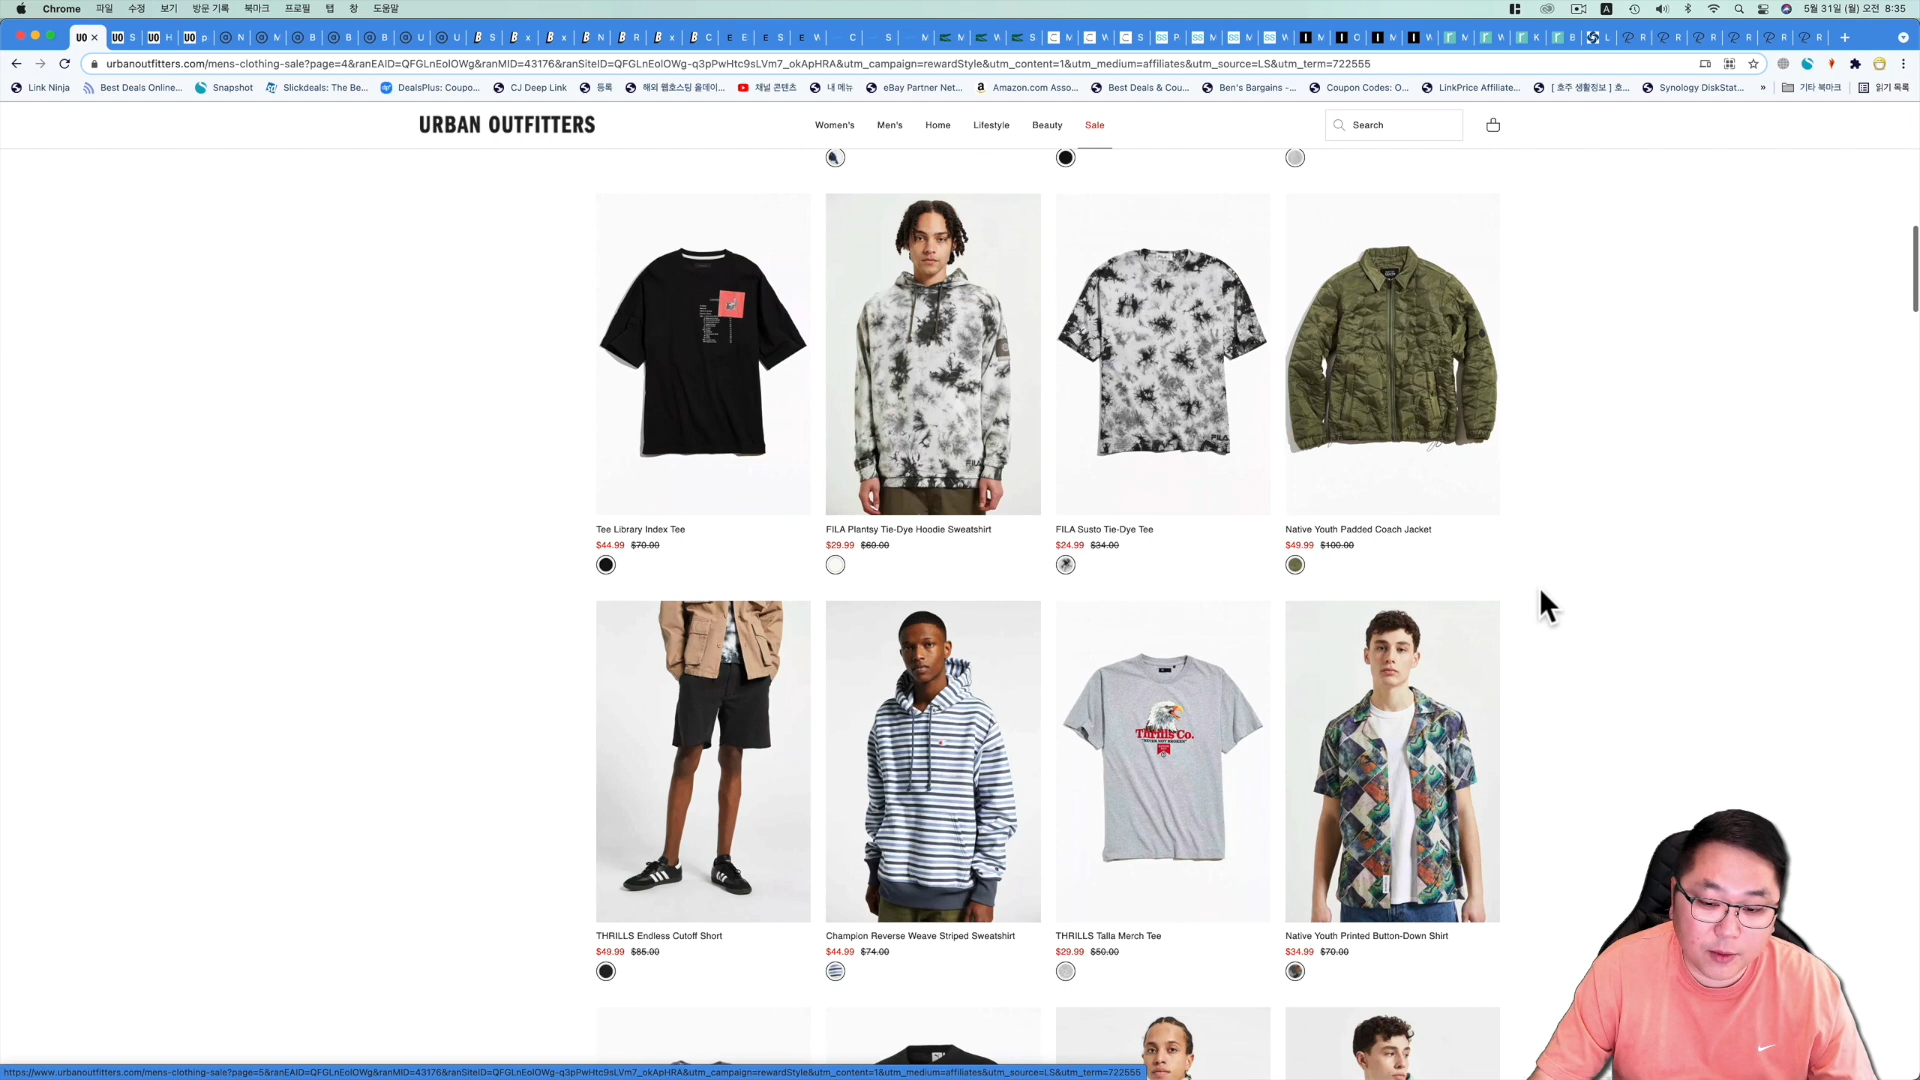 Chrome 파일 수정 보기 방문 기록 북마크 프로필 탭 창 도움말 5월 31일 (월) 오전 8:35
urbanoutfitters.com/mens-clothing-sale?page=4&ranEAID=QFGLnEolOWg&ranMID=43176&ranSiteID=QFGLnEolOWg-q3pPwHtc9sLVm7_okApHRA&utm_campaign=rewardStyle&utm_content=1&utm_medium=affiliates&utm_source=LS&utm_term=722555
Link Ninja Best Deals Online... Snapshot Slickdeals: The Be... DealsPlus: Coupo... CJ Deep Link 등록 해외 웹호스팅 올데이... 채널 콘텐츠 내 메뉴 eBay Partner Net... Amazon.com Asso... Best Deals & Cou... Ben's Bargains -... Coupon Codes: O... LinkPrice Affiliate... [ 호주 생활정보 ] 호... Synology DiskStat... » 기타 북마크 읽기 목록
URBAN OUTFITTERS Women's Men's Home Lifestyle Beauty Sale Search
Tee Library Index Tee FILA Plantsy Tie-Dye Hoodie Sweatshirt FILA Susto Tie-Dye Tee Native Youth Padded Coach Jacket
$44.99 $70.00 $29.99 $60.00 $24.99 $34.00 $49.99 $100.00
Thrills Co.
THRILLS Endless Cutoff Short Champion Reverse Weave Striped Sweatshirt THRILLS Talla Merch Tee Native Youth Printed Button-Down Shirt
$49.99 $85.00 $44.99 $74.00 $29.99 $50.00 $34.99 $70.00
https://www.urbanoutfitters.com/mens-clothing-sale?page=5&ranEAID=QFGLnEolOWg&ranMID=43176&ranSiteID=QFGLnEolOWg-q3pPwHtc9sLVm7_okApHRA&utm_campaign=rewardStyle&utm_content=1&utm_medium=affiliates&utm_source=LS&utm_term=722555